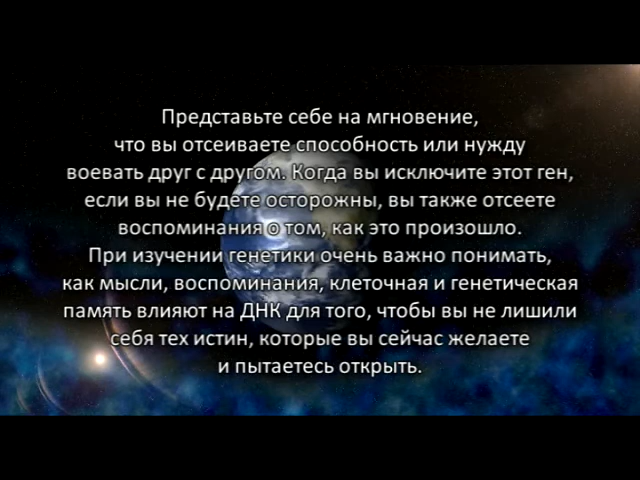 Представьте себе на мгновение,
что вы отсеиваете способность или нужду
воевать друг с другом. Когда вы исключите этот ген,
если вы не будете осторожны, вы также отсеете
воспоминания о том, как это произошло.
При изучении генетики очень важно понимать,
как мысли, воспоминания, клеточная и генетическая
память влияют на ДНК для того, чтобы вы не лишили
себя тех истин, которые вы сейчас желаете
и пытаетесь открыть.